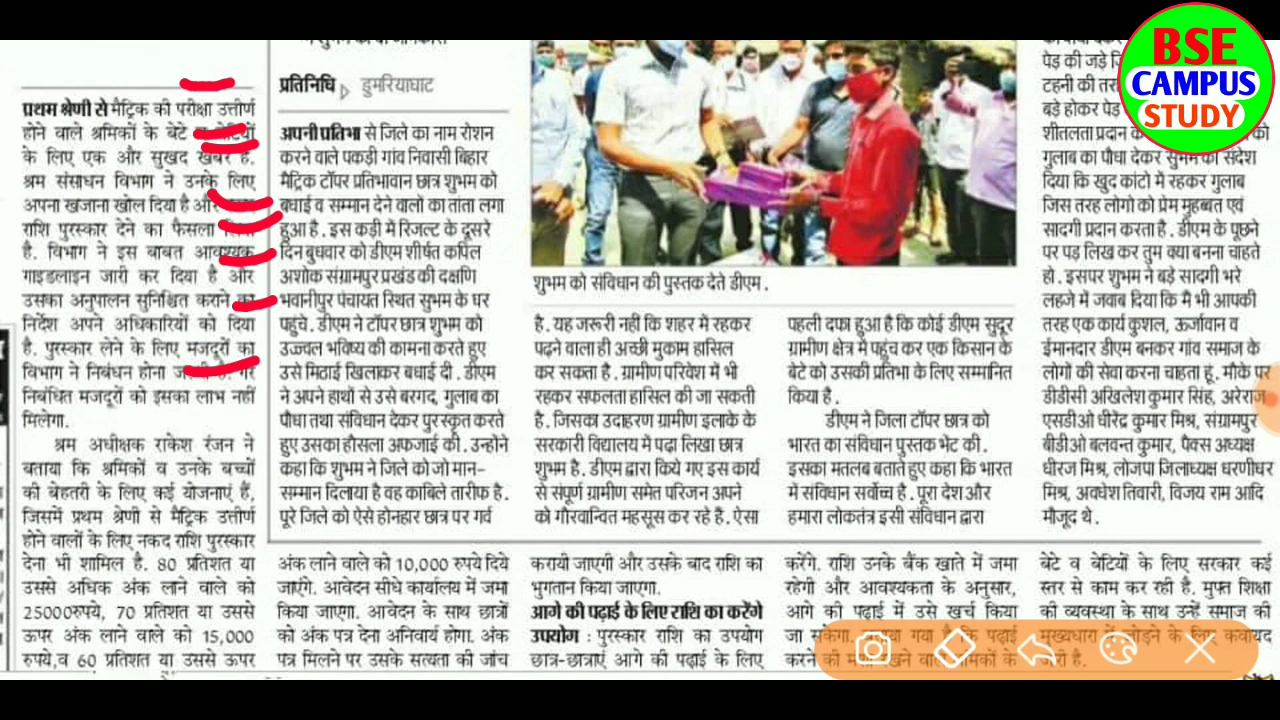 BSE
CAMPUS
STUDY
प्रथम श्रेणी से मैट्रिक की परीक्षा उत्तीर्ण
होने वाले श्रमिकों के बेटे
के लिए एक और सुखद खबर है.
श्रम संसाधन विभाग ने उनके लिए
अपना खजाना खोल दिया है और
राशि पुरस्कार देने का फैसला
है. विभाग ने इस बाबत आवश्यक
गाइडलाइन जारी कर दिया है और
उसका अनुपालन सुनिश्चित कराने का
निर्देश अपने अधिकारियों को दिया
है. पुरस्कार लेने के लिए मजदूरों का
विभाग ने निबंधन होना
निबंधित मजदूरों को इसका लाभ नहीं
मिलेगा.
श्रम अधीक्षक राकेश रंजन ने
बताया कि श्रमिकों व उनके बच्चों
की बेहतरी के लिए कई योजनाएं हैं,
जिसमें प्रथम श्रेणी से मैट्रिक उत्तीर्ण
होने वालों के लिए नकद राशि पुरस्कार
देना भी शामिल है. 80 प्रतिशत या
उससे अधिक अंक लाने वाले को
25000रुपये, 70 प्रतिशत या उससे
ऊपर अंक लाने वाले को 15,000
रुपये,व 60 प्रतिशत या उससे ऊपर
अंक लाने वाले को 10,000 रुपये दिये
जाएंगे. आवेदन सीधे कार्यालय में जमा
किया जाएगा. आवेदन के साथ छात्रों
को अंक पत्र देना अनिवार्य होगा. अंक
पत्र मिलने पर उसके सत्यता की जांच
करायी जाएगी और उसके बाद राशि का
भुगतान किया जाएगा.
आगे की पढ़ाई के लिए राशि का करेंगे
उपयोग : पुरस्कार राशि का उपयोग
छात्र-छात्राएं आगे की पढ़ाई के लिए
करेंगे. राशि उनके बैंक खाते में जमा
रहेगी और आवश्यकता के अनुसार,
आगे की पढ़ाई में उसे खर्च किया
जा सकेगा.
करने की
बेटे व बेटियों के लिए सरकार कई
स्तर से काम कर रही है. मुफ्त शिक्षा
की व्यवस्था के साथ उन्हें समाज की
मुख्यधारा में जोड़ने के लिए कवायद
जारी है.
प्रतिनिधि ▷ डुमरियाघाट
अपनी प्रतिभा से जिले का नाम रोशन
करने वाले पकड़ी गांव निवासी बिहार
मैट्रिक टॉपर प्रतिभावान छात्र शुभम को
बधाई व सम्मान देने वालों का तांता लगा
हुआ है . इस कड़ी में रिजल्ट के दूसरे
दिन बुधवार को डीएम शीर्षत कपिल
अशोक संग्रामपुर प्रखंड की दक्षणि
भवानीपुर पंचायत स्थित सुभम के घर
पहुंचे. डीएम ने टॉपर छात्र शुभम को
उज्ज्वल भविष्य की कामना करते हुए
उसे मिठाई खिलाकर बधाई दी . डीएम
ने अपने हाथों से उसे बरगद, गुलाब का
पौधा तथा संविधान देकर पुरस्कृत करते
हुए उसका हौसला अफजाई की . उन्होंने
कहा कि शुभम ने जिले को जो मान-
सम्मान दिलाया है वह काबिले तारीफ है .
पूरे जिले को ऐसे होनहार छात्र पर गर्व
शुभम को संविधान की पुस्तक देते डीएम .
है. यह जरूरी नहीं कि शहर में रहकर
पढ़ने वाला ही अच्छी मुकाम हासिल
कर सकता है . ग्रामीण परिवेश में भी
रहकर सफलता हासिल की जा सकती
है . जिसका उदाहरण ग्रामीण इलाके के
सरकारी विद्यालय में पढ़ा लिखा छात्र
शुभम है . डीएम द्वारा किये गए इस कार्य
से संपूर्ण ग्रामीण समेत परिजन अपने
को गौरवान्वित महसूस कर रहे है. ऐसा
पहली दफा हुआ है कि कोई डीएम सुदूर
ग्रामीण क्षेत्र में पहुंच कर एक किसान के
बेटे को उसकी प्रतिभा के लिए सम्मानित
किया है .
डीएम ने जिला टॉपर छात्र को
भारत का संविधान पुस्तक भेंट की .
इसका मतलब बताते हुए कहा कि भारत
में संविधान सर्वोच्च है . पूरा देश और
हमारा लोकतंत्र इसी संविधान द्वारा
पेड़ की जड़े
टहनी की
बड़े होकर पेड़
शीतलता प्रदान
गुलाब का पौधा देकर सुभम को संदेश
दिया कि खुद कांटो में रहकर गुलाब
जिस तरह लोगो को प्रेम मुहब्बत एवं
सादगी प्रदान करता है . डीएम के पूछने
पर पड़ लिख कर तुम क्या बनना चाहते
हो . इसपर शुभम ने बड़े सादगी भरे
लहजे में जवाब दिया कि मै भी आपकी
तरह एक कार्य कुशल, ऊर्जावान व
ईमानदार डीएम बनकर गांव समाज के
लोगों की सेवा करना चाहता हूं . मौके पर
डीडीसी अखिलेश कुमार सिंह, अरेराज
एसडीओ धीरेंद्र कुमार मिश्र, संग्रामपुर
बीडीओ बलवन्त कुमार, पैक्स अध्यक्ष
धीरज मिश्र, लोजपा जिलाध्यक्ष धरणीधर
मिश्र, अवधेश तिवारी, विजय राम आदि
मौजूद थे .